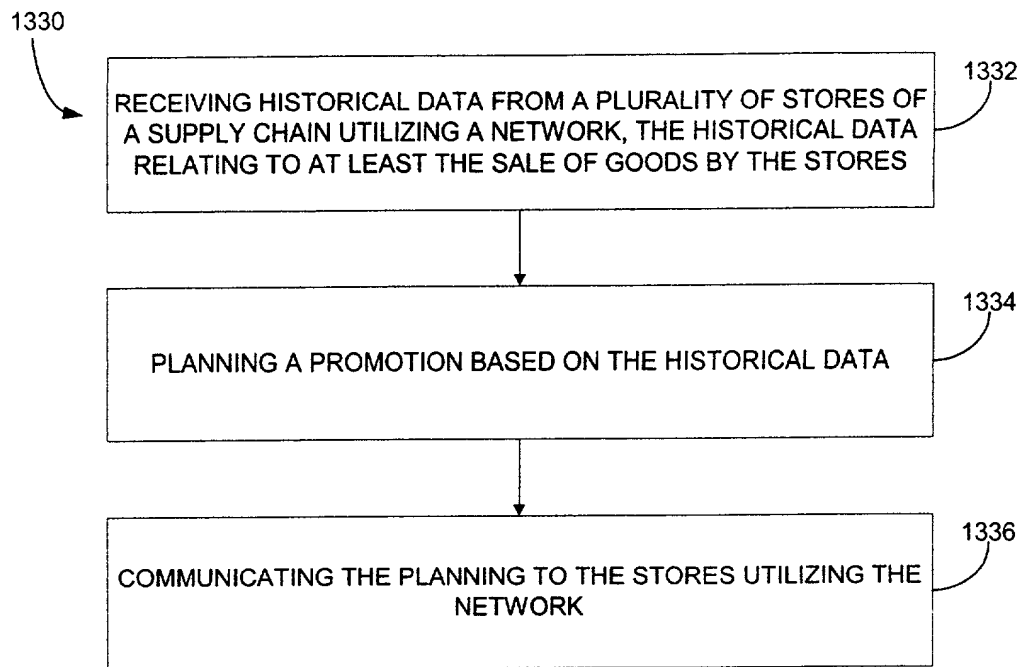 1330
1332
RECEIVING HISTORICAL DATA FROM A PLURALITY OF STORES OF
A SUPPLY CHAIN UTILIZING A NETWORK, THE HISTORICAL DATA
RELATING TO AT LEAST THE SALE OF GOODS BY THE STORES
1334
PLANNING A PROMOTION BASED ON THE HISTORICAL DATA
1336
COMMUNICATING THE PLANNING TO THE STORES UTILIZING THE
NETWORK